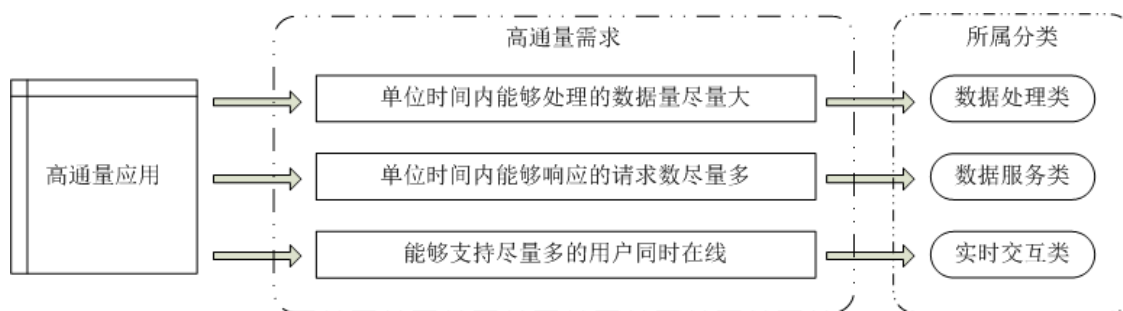 高通量需求
所属分类
高通量应用
单位时间内能够处理的数据量尽量大
数据处理类
单位时间内能够响应的请求数尽量多
数据服务类
能够支持尽量多的用户同时在线
实时交互类